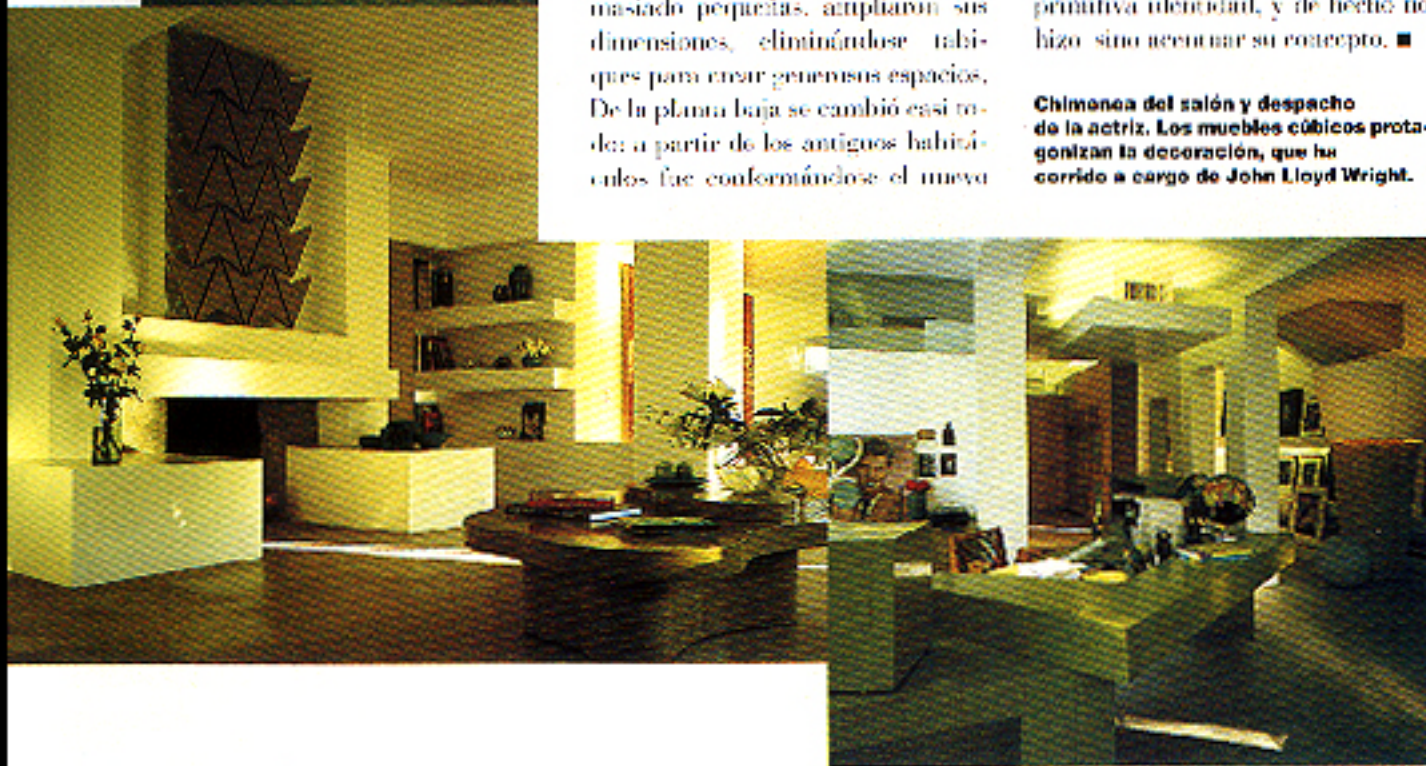 masiado pequeñas, ampliaron sus
dimensiones, eliminándose tabi-
ques para crear generosos espacios.
De la planta baja se cambió casi to-
do: a partir de los antiguos habitá-
culos fue conformándose el nuevo
primitiva identidad, y de hecho no
hizo sino acentuar su concepto. ■
Chimenea del salón y despacho
de la actriz. Los muebles cúbicos prota-
gonizan la decoración, que ha
corrido a cargo de John Lloyd Wright.